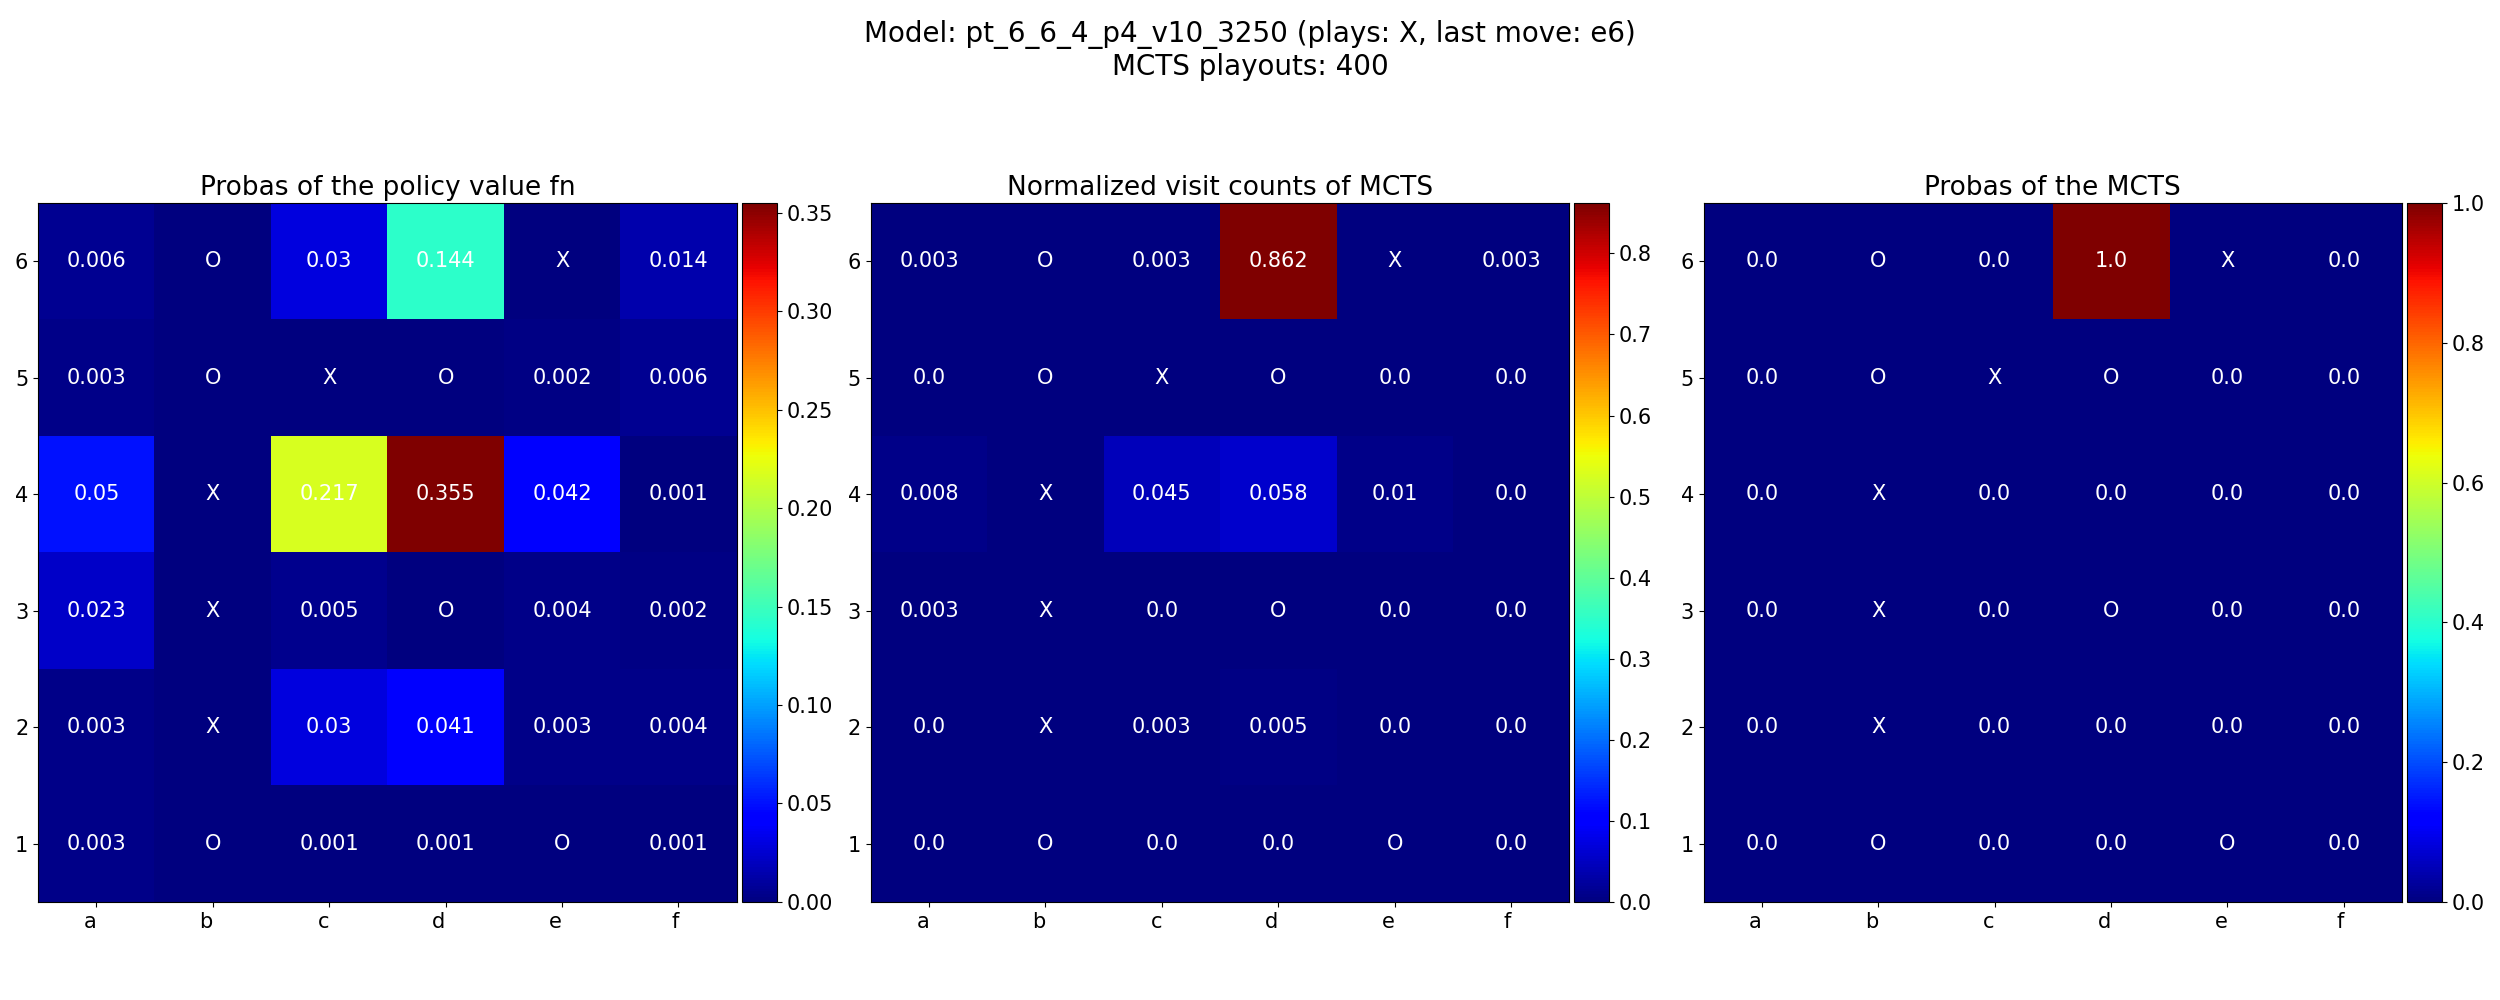 Model: pt_6_6_4_p4_v10_3250 (plays: X, last move: e6)
MCTS playouts: 400
Probas of the policy value fn
6 0.006 O 0.03 0.144 X 0.014
5 0.003 O X O 0.002 0.006
4 0.05 X 0.217 0.355 0.042 0.001
3 0.023 X 0.005 O 0.004 0.002
2 0.003 X 0.03 0.041 0.003 0.004
1 0.003 O 0.001 0.001 O 0.001
a b c d e f
0.35
0.30
0.25
0.20
0.15
0.10
0.05
0.00
Normalized visit counts of MCTS
6 0.003 O 0.003 0.862 X 0.003
5 0.0 O X O 0.0 0.0
4 0.008 X 0.045 0.058 0.01 0.0
3 0.003 X 0.0 O 0.0 0.0
2 0.0 X 0.003 0.005 0.0 0.0
1 0.0 O 0.0 0.0 O 0.0
a b c d e f
0.8
0.7
0.6
0.5
0.4
0.3
0.2
0.1
0.0
Probas of the MCTS
6 0.0 O 0.0 1.0 X 0.0
5 0.0 O X O 0.0 0.0
4 0.0 X 0.0 0.0 0.0 0.0
3 0.0 X 0.0 O 0.0 0.0
2 0.0 X 0.0 0.0 0.0 0.0
1 0.0 O 0.0 0.0 O 0.0
a b c d e f
1.0
0.8
0.6
0.4
0.2
0.0